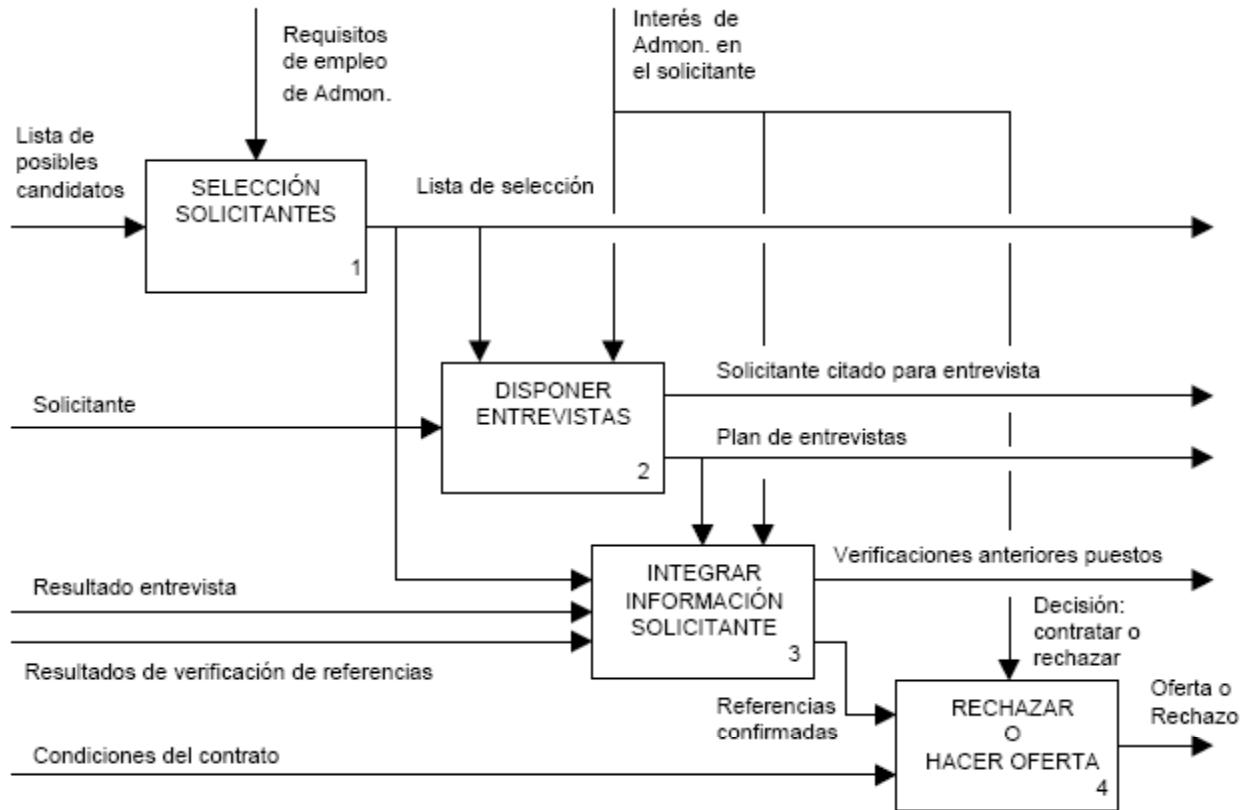 Requisitos
de empleo
de Admon.
Interés de
Admon. en
el solicitante
Lista de
posibles
candidatos
SELECCIÓN
SOLICITANTES
1
Lista de selección
Solicitante
DISPONER
ENTREVISTAS
2
Solicitante citado para entrevista
Plan de entrevistas
Resultado entrevista
Resultados de verificación de referencias
INTEGRAR
INFORMACIÓN
SOLICITANTE
3
Verificaciones anteriores puestos
Decisión:
contratar o
rechazar
Referencias
confirmadas
Condiciones del contrato
RECHAZAR
O
HACER OFERTA
4
Oferta o
Rechazo